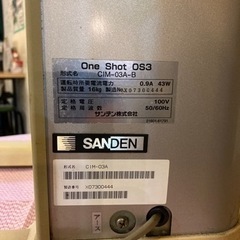 One Shot OS3
形式名 CIM-03A-B
運転時消費電流電力 0.9A 43W
製品質量 16kg 製造No X07300444
定格電圧 100V
定格周波数 50/60Hz
サンデン株式会社
SANDEN
形式名 CIM-03A
製造番号 X07300444
アース